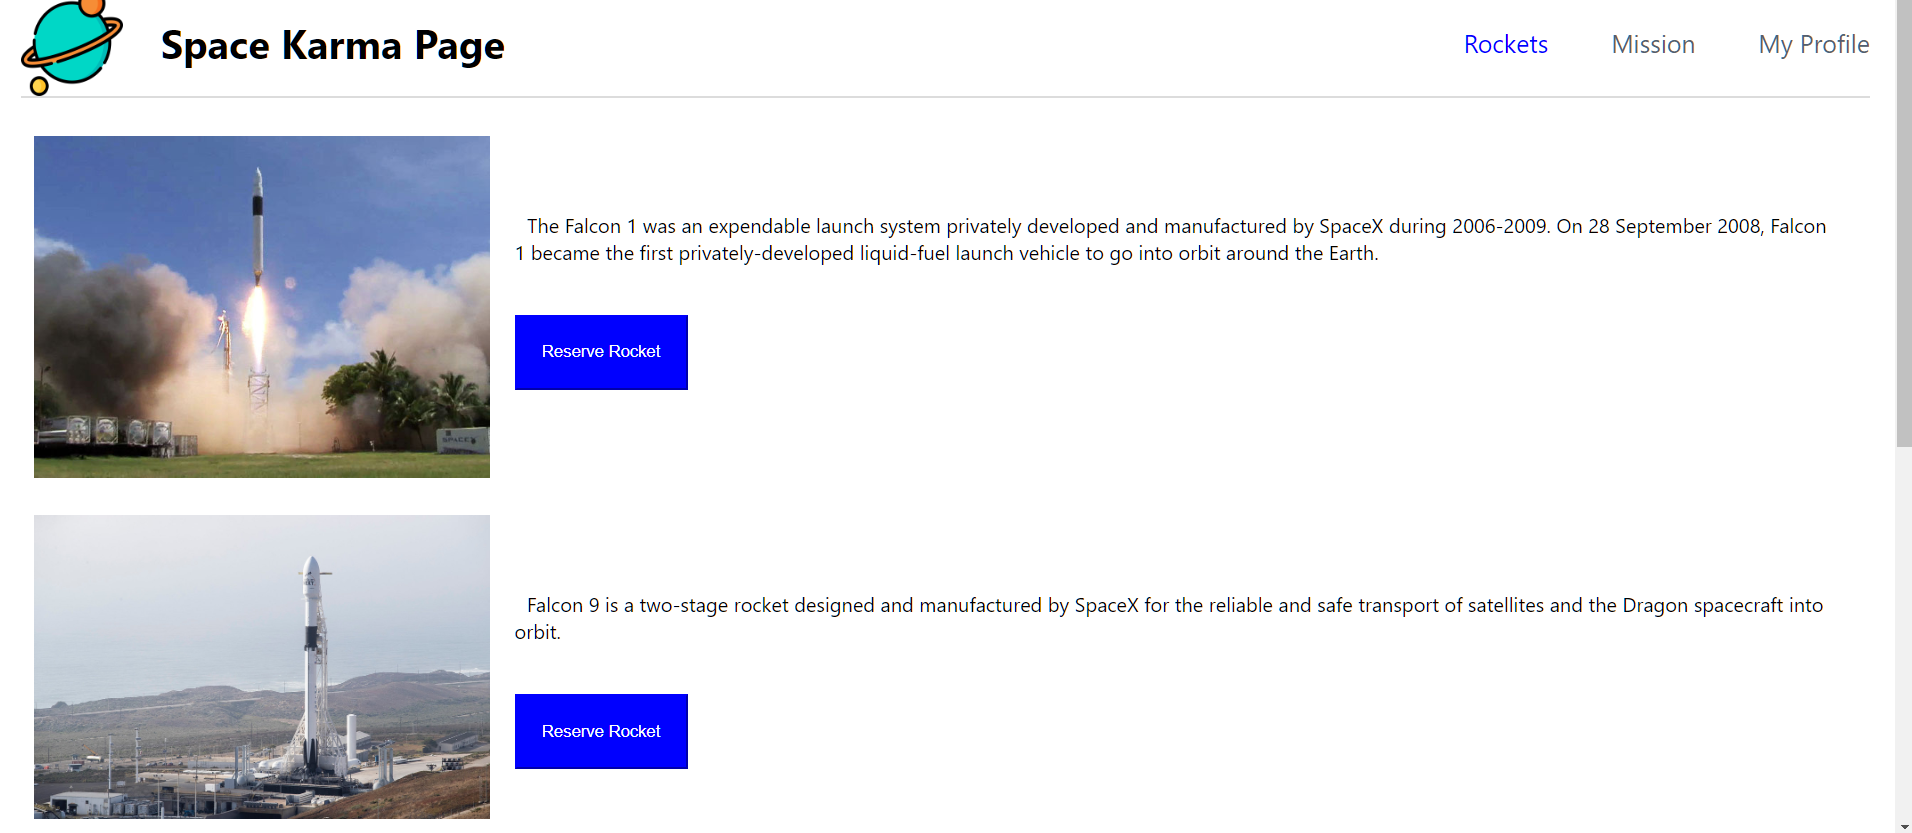 Space Karma Page
Rockets
Mission
My Profile
The Falcon 1 was an expendable launch system privately developed and manufactured by SpaceX during 2006-2009. On 28 September 2008, Falcon
1 became the first privately-developed liquid-fuel launch vehicle to go into orbit around the Earth.
Reserve Rocket
SPACEX
Falcon 9 is a two-stage rocket designed and manufactured by SpaceX for the reliable and safe transport of satellites and the Dragon spacecraft into
orbit.
Reserve Rocket